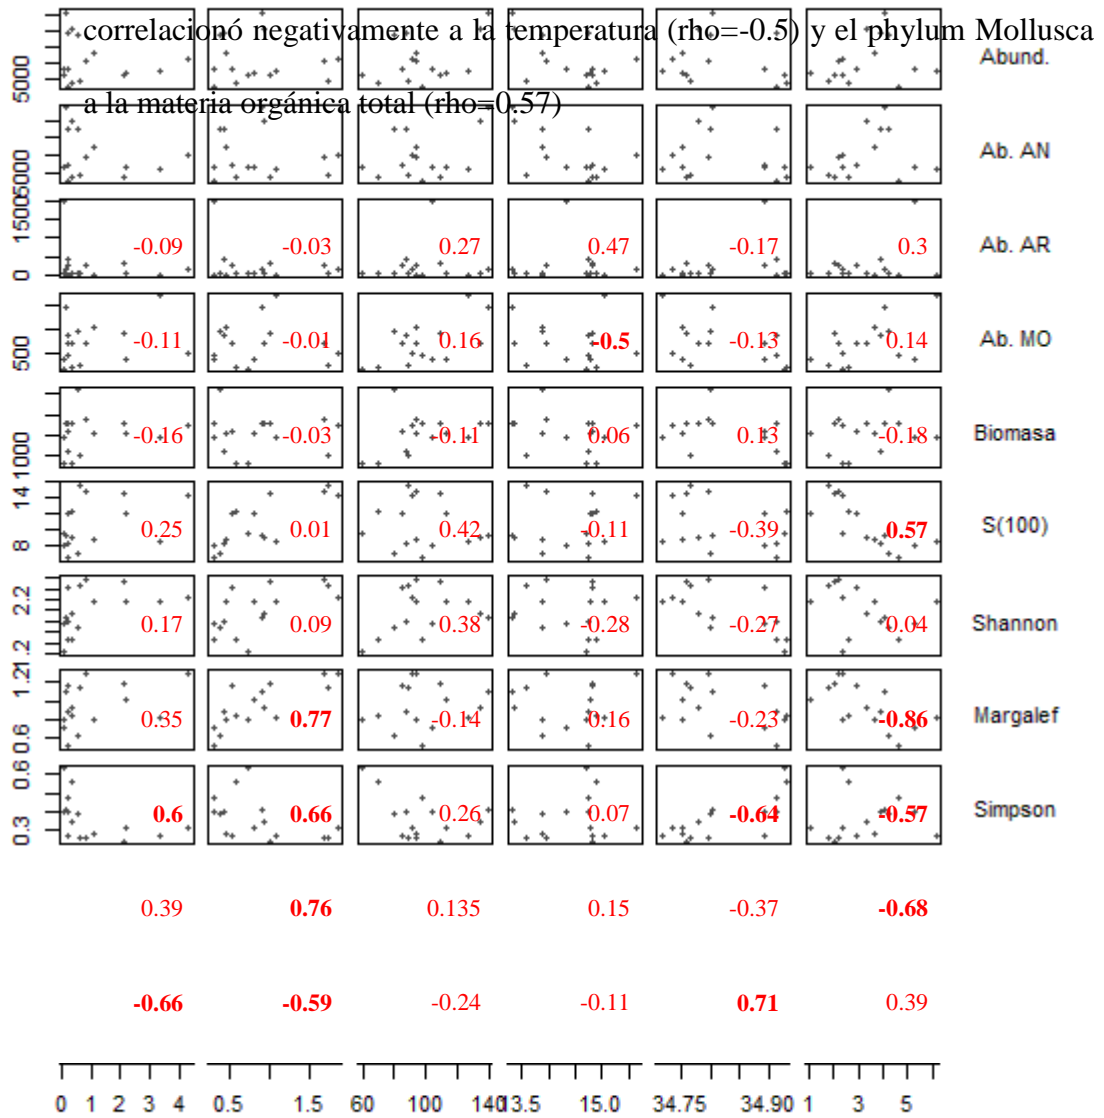 correlacionó negativamente a la temperatura (rho=-0.5) y el phylum Mollusca
Abund.
5000
a la materia orgánica total (rho=0.57)
Ab. AN
5000
1500
-0.09 -0.03 0.27 0.47 -0.17 0.3 Ab. AR
0
-0.11 -0.01 0.16 -0.5 -0.13 0.14 Ab. MO
500
-0.16 -0.03 -0.11 0.06 0.13 -0.18 Biomasa
1000
14
0.25 0.01 0.42 -0.11 -0.39 0.57 S(100)
8
2.2
0.17 0.09 0.38 -0.28 -0.27 0.04 Shannon
1.2
0.35 0.77 -0.14 0.16 -0.23 -0.86 Margalef
0.6
0.6
0.6 0.66 0.26 0.07 -0.64 -0.57 Simpson
0.3
0.39 0.76 0.135 0.15 -0.37 -0.68
-0.66 -0.59 -0.24 -0.11 0.71 0.39
0 1 2 3 4 0.5 1.5 60 100 140 13.5 15.0 34.75 34.90 1 3 5